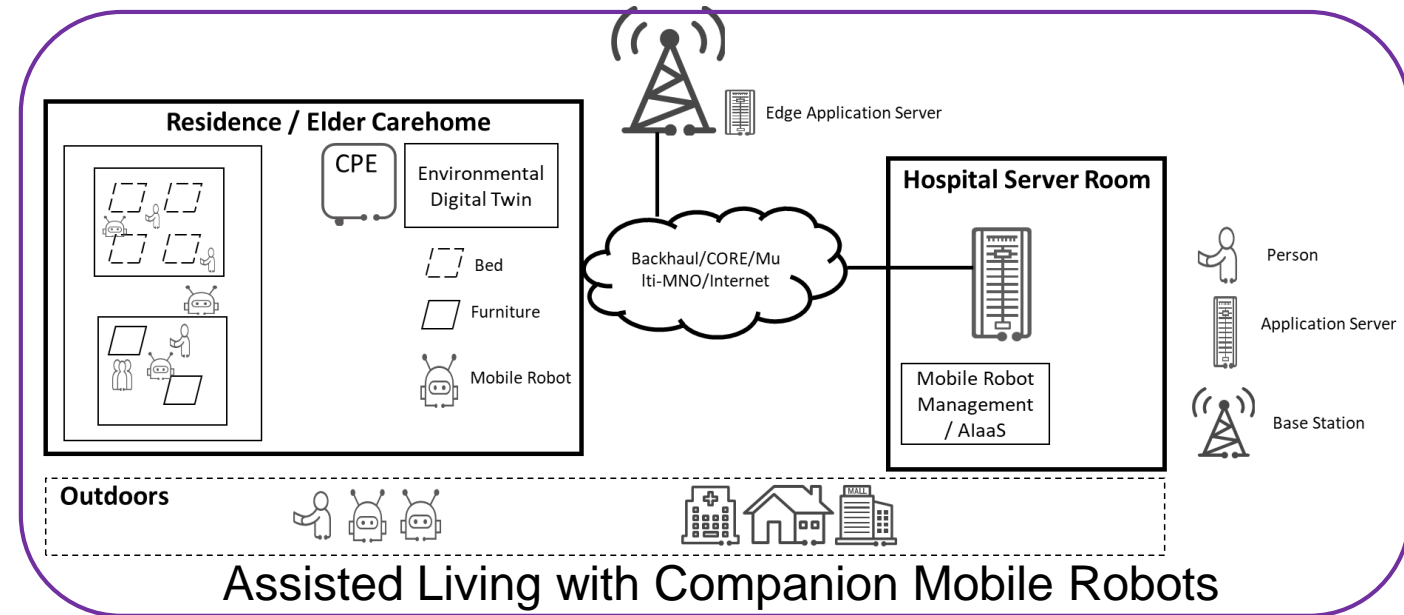 Edge Application Server
Residence / Elder Carehome
CPE
Environmental
Digital Twin
Bed
Furniture
Mobile Robot
Backhaul/CORE/Mu
lti-MNO/Internet
Hospital Server Room
Mobile Robot
Management
/ AIaaS
Person
Application Server
Base Station
Outdoors
MALL
Assisted Living with Companion Mobile Robots